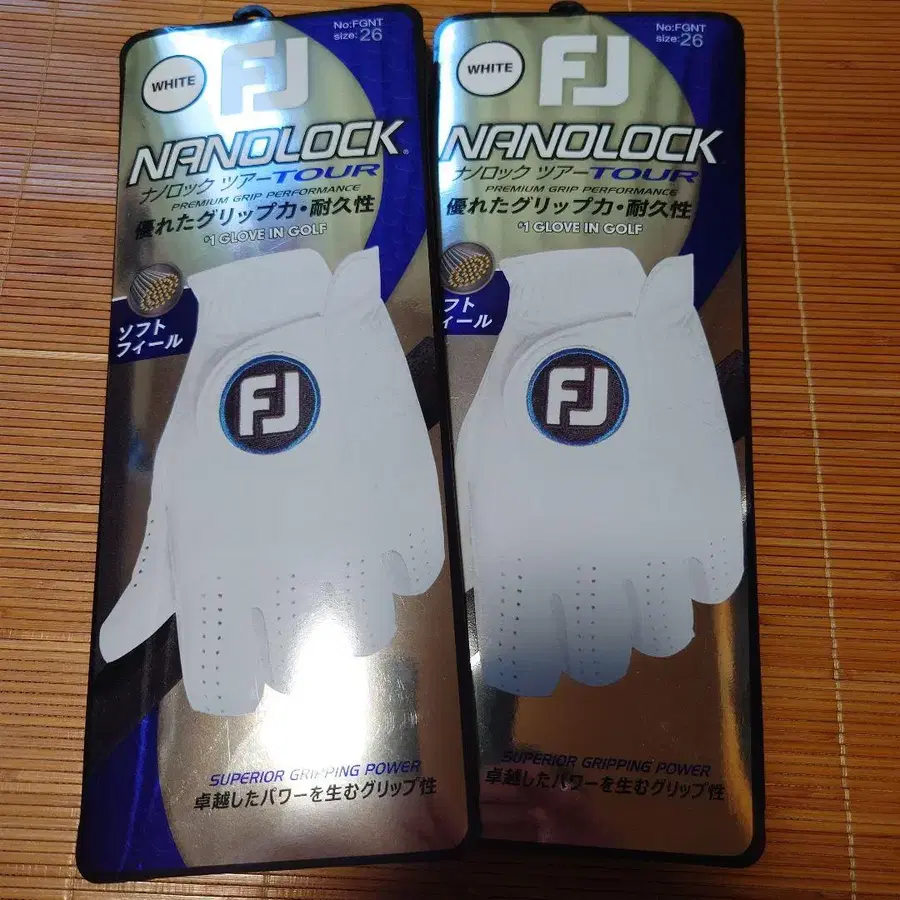 No:FGNT
size:26
WHITE
FJ
NANOLOCK®
ナノロック ツアーTOUR
PREMIUM GRIP PERFORMANCE
優れたグリップ力・耐久性
#1 GLOVE IN GOLF
ソフト
フィール
FJ
SUPERIOR GRIPPING POWER
卓越したパワーを生むグリップ性
No:FGNT
size:26
WHITE
FJ
NANOLOCK
ナノロック ツアーTOUR
PREMIUM GRIP PERFORMANCE
優れたグリップ力・耐久性
#1 GLOVE IN GOLF
フト
ィール
FJ
SUPERIOR GRIPPING POWER
卓越したパワーを生むグリップ性